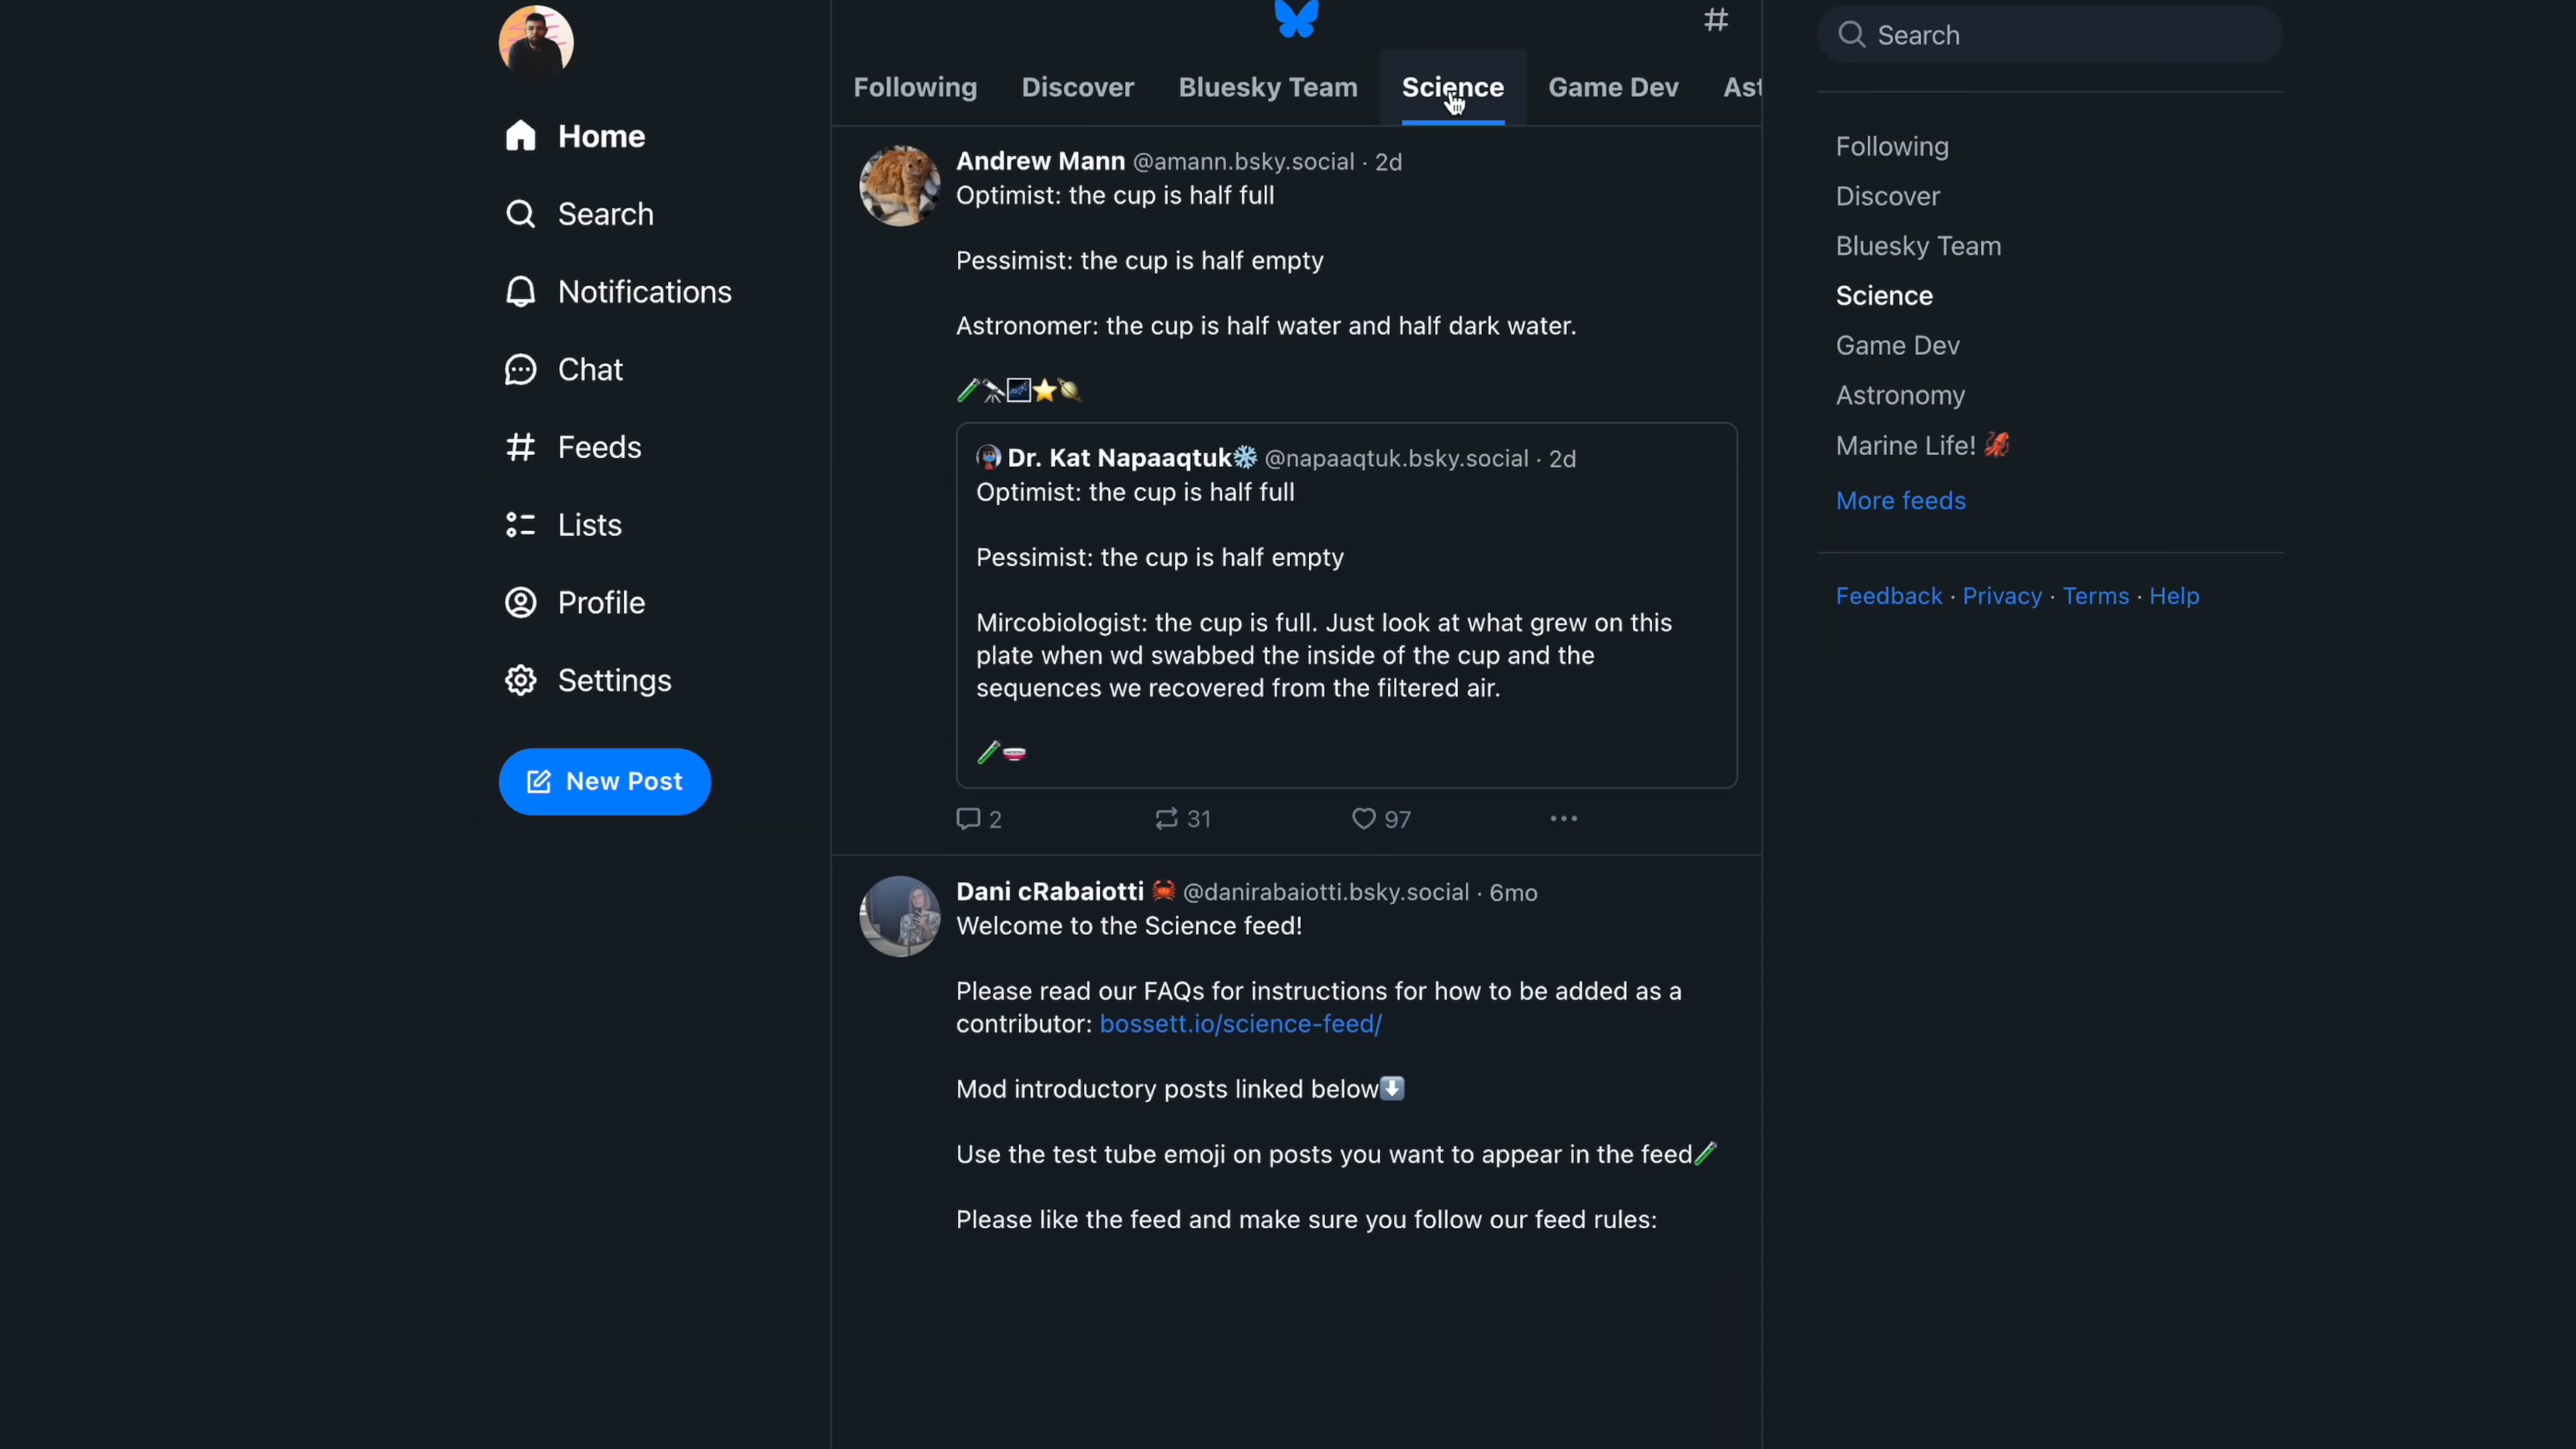 Home
Search
Notifications
Chat
Feeds
Lists
Profile
Settings
New Post
Following Discover Bluesky Team Science Game Dev Ast
Andrew Mann @amann.bsky.social · 2d
Optimist: the cup is half full
Pessimist: the cup is half empty
Astronomer: the cup is half water and half dark water.
🧪🔭🌌⭐🪐
Dr. Kat Napaaqtuk❄️ @napaaqtuk.bsky.social · 2d
Optimist: the cup is half full
Pessimist: the cup is half empty
Mircobiologist: the cup is full. Just look at what grew on this
plate when wd swabbed the inside of the cup and the
sequences we recovered from the filtered air.
🧪🧫
2 31 97 ···
Dani cRabaiotti 🦀 @danirabaiotti.bsky.social · 6mo
Welcome to the Science feed!
Please read our FAQs for instructions for how to be added as a
contributor: bossett.io/science-feed/
Mod introductory posts linked below⬇️
Use the test tube emoji on posts you want to appear in the feed🧪
Please like the feed and make sure you follow our feed rules:
Search
Following
Discover
Bluesky Team
Science
Game Dev
Astronomy
Marine Life! 🦑
More feeds
Feedback · Privacy · Terms · Help